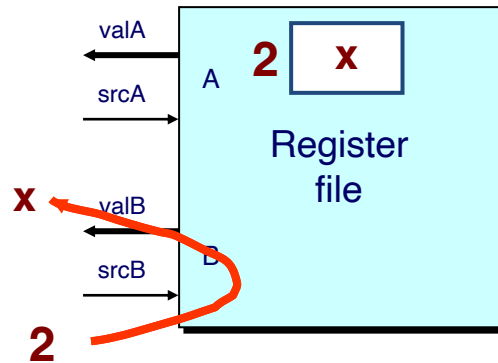 valA
2 x
A
srcA
Register
file
x
valB
B
srcB
2